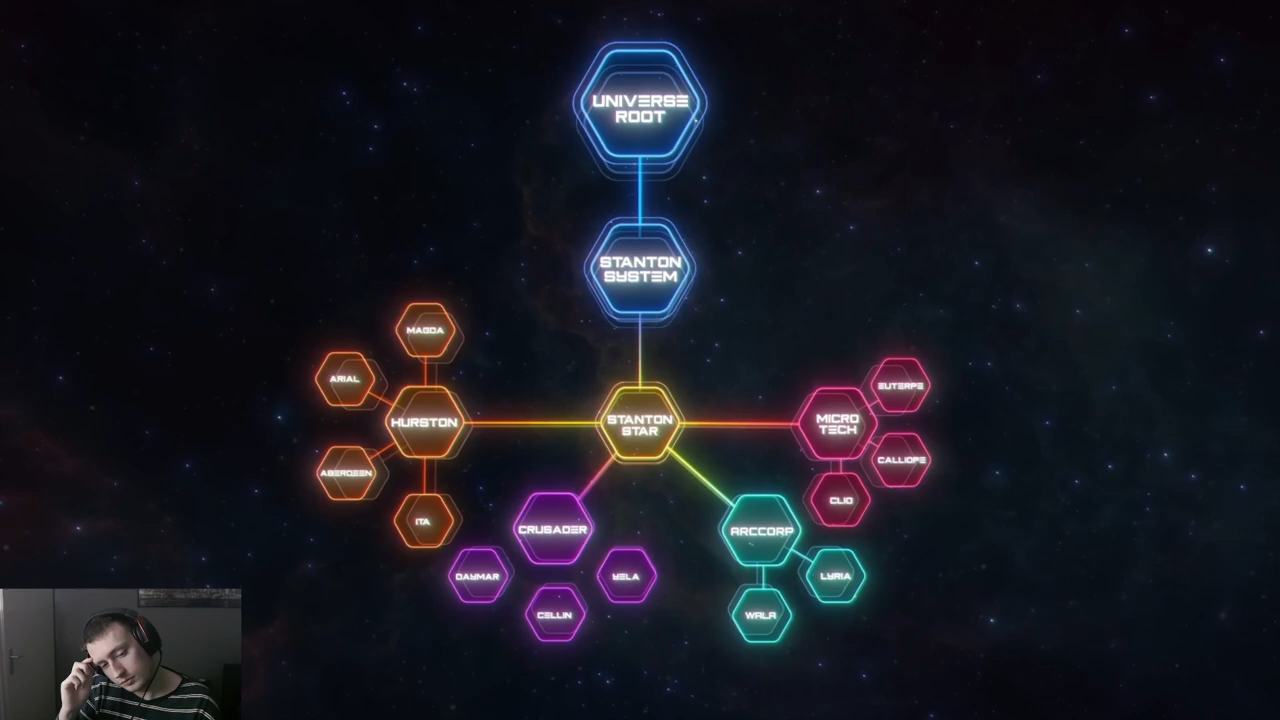 UNIVERSE
ROOT
STANTON
SYSTEM
MAGDA
ARIAL
HURSTON
ABERDEEN
ITA
STANTON
STAR
MICRO
TECH
EUTERPE
CALLIOPE
CLIO
CRUSADER
DAYMAR
YELA
CELLIN
ARCCORP
LYRIA
WALA